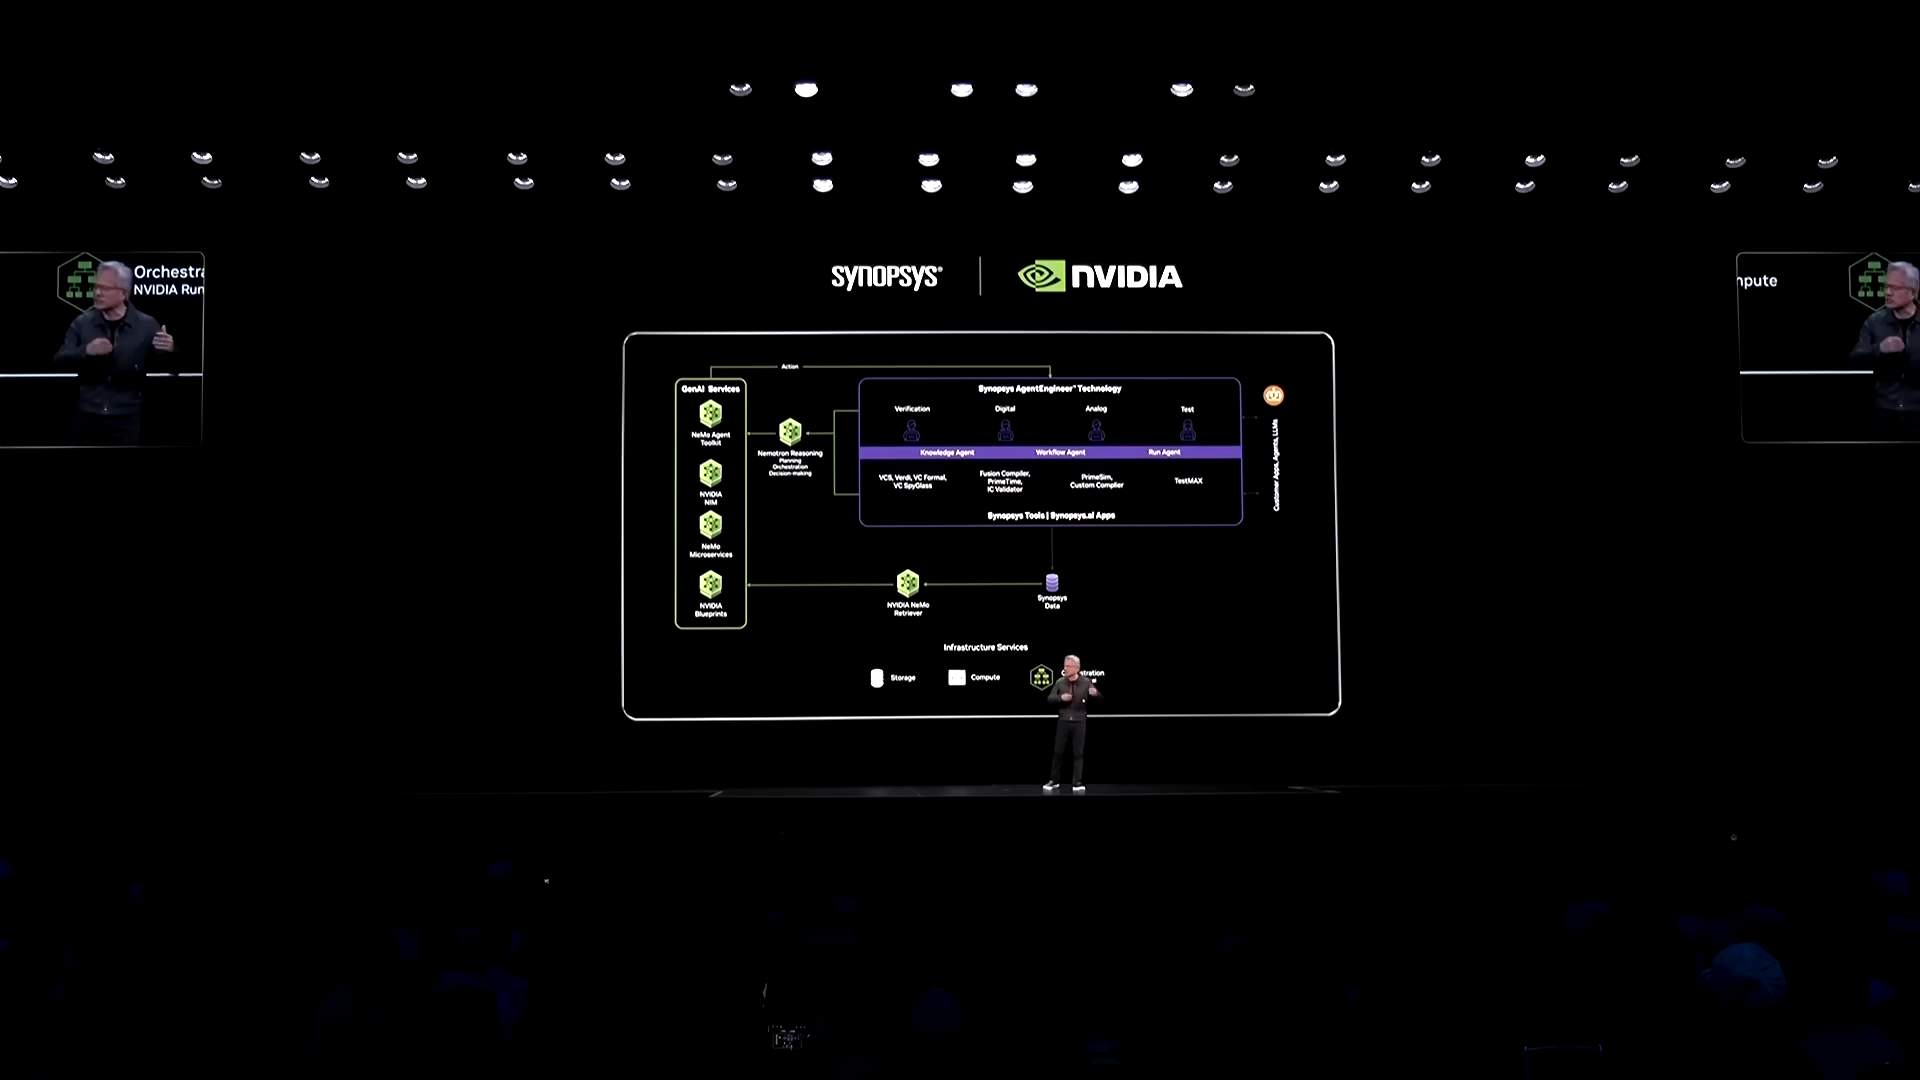 SYNOPSYS®
NVIDIA
Orchestra
NVIDIA Run
npute
Action
GenAI Services
NeMo Agent
Toolkit
NVIDIA
NIM
NeMo
Microservices
NVIDIA
Blueprints
Nemotron Reasoning
Planning
Orchestration
Decision-making
Synopsys AgentEngineer™ Technology
Verification
Digital
Analog
Test
Knowledge Agent
Workflow Agent
Run Agent
VCS, Verdi, VC Formal,
VC SpyGlass
Fusion Compiler,
PrimeTime,
IC Validator
PrimeSim,
Custom Compiler
TestMAX
Synopsys Tools | Synopsys.ai Apps
Customer Apps, Agents, LLMs
NVIDIA NeMo
Retriever
Synopsys
Data
Infrastructure Services
Storage
Compute
stration